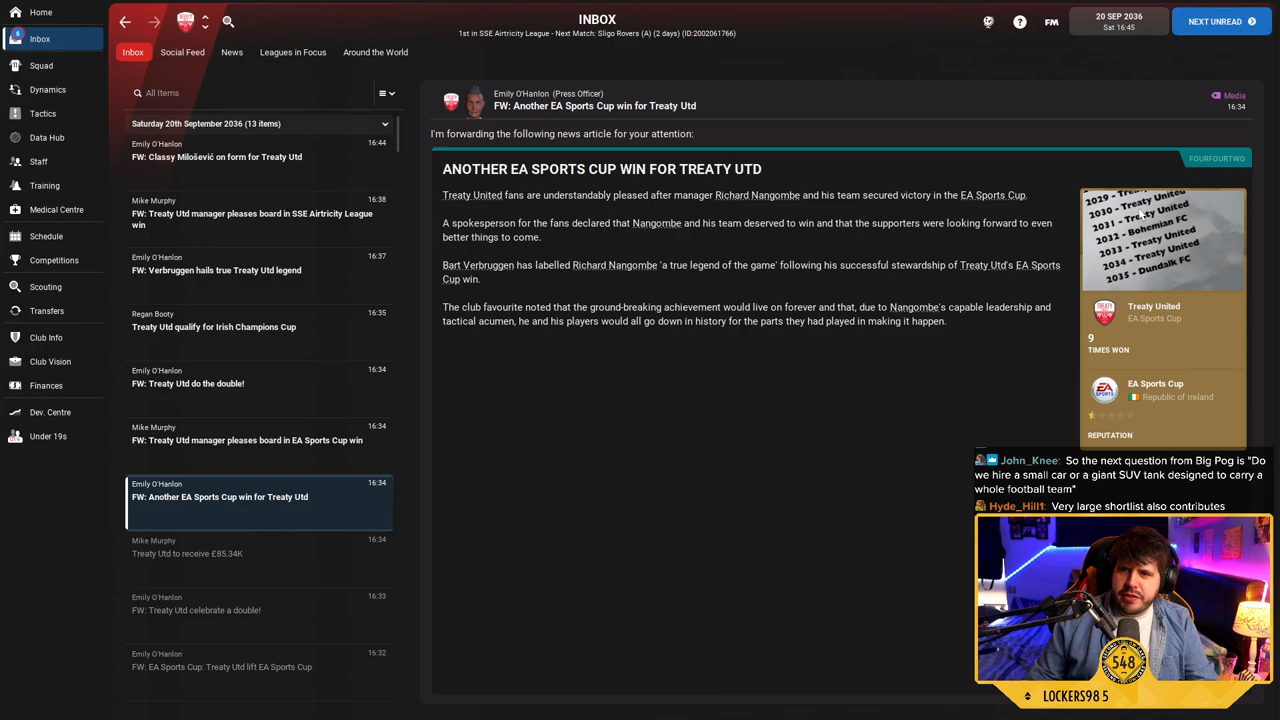 Home
6
Inbox
Squad
Dynamics
Tactics
Data Hub
Staff
Training
Medical Centre
Schedule
Competitions
Scouting
Transfers
Club Info
Club Vision
Finances
Dev. Centre
Under 19s
INBOX
1st in SSE Airtricity League - Next Match: Sligo Rovers (A) (2 days) (ID:2002061766)
?
FM
20 SEP 2036
Sat 16:45
NEXT UNREAD
Inbox
Social Feed
News
Leagues in Focus
Around the World
All Items
Saturday 20th September 2036 (13 items)
Emily O'Hanlon 16:44
FW: Classy Milošević on form for Treaty Utd
Mike Murphy 16:38
FW: Treaty Utd manager pleases board in SSE Airtricity League
win
Emily O'Hanlon 16:37
FW: Verbruggen hails true Treaty Utd legend
Regan Booty 16:35
Treaty Utd qualify for Irish Champions Cup
Emily O'Hanlon 16:34
FW: Treaty Utd do the double!
Mike Murphy 16:34
FW: Treaty Utd manager pleases board in EA Sports Cup win
Emily O'Hanlon 16:34
FW: Another EA Sports Cup win for Treaty Utd
Mike Murphy 16:34
Treaty Utd to receive £85.34K
Emily O'Hanlon 16:33
FW: Treaty Utd celebrate a double!
Emily O'Hanlon 16:32
FW: EA Sports Cup: Treaty Utd lift EA Sports Cup
Emily O'Hanlon (Press Officer)
FW: Another EA Sports Cup win for Treaty Utd
Media
16:34
I'm forwarding the following news article for your attention:
FOURFOURTWO
ANOTHER EA SPORTS CUP WIN FOR TREATY UTD
Treaty United fans are understandably pleased after manager Richard Nangombe and his team secured victory in the EA Sports Cup.
A spokesperson for the fans declared that Nangombe and his team deserved to win and that the supporters were looking forward to even
better things to come.
Bart Verbruggen has labelled Richard Nangombe 'a true legend of the game' following his successful stewardship of Treaty Utd's EA Sports
Cup win.
The club favourite noted that the ground-breaking achievement would live on forever and that, due to Nangombe's capable leadership and
tactical acumen, he and his players would all go down in history for the parts they had played in making it happen.
2029 -
2030 - Treaty United
2031 - Treaty United
2032 - Bohemian FC
2033 - Treaty United
2034 - Treaty United
2035 - Dundalk FC
Treaty United
EA Sports Cup
9
TIMES WON
EA Sports Cup
Republic of Ireland
REPUTATION
John_Knee: So the next question from Big Pog is "Do
we hire a small car or a giant SUV tank designed to carry a
whole football team"
Hyde_Hill1: Very large shortlist also contributes
548
LOCKERS98 5